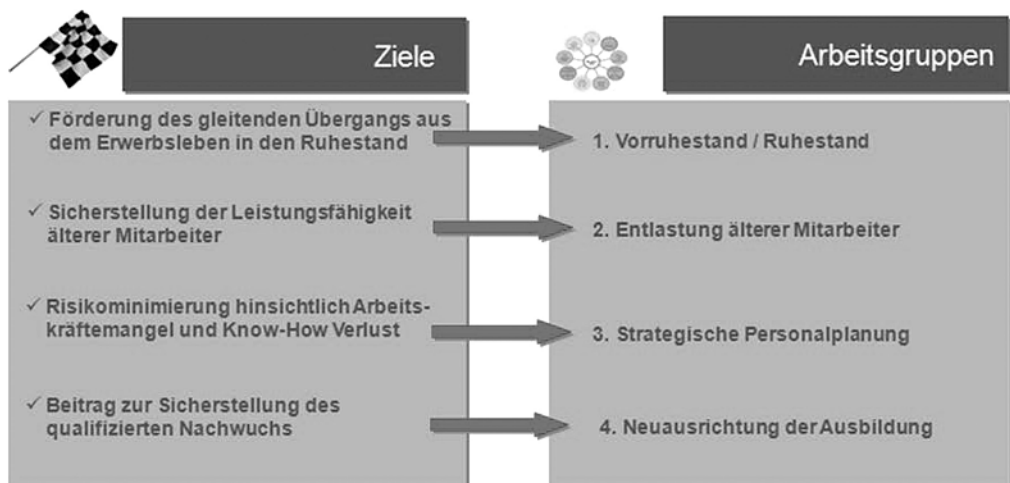 Ziele
✓ Förderung des gleitenden Übergangs aus
dem Erwerbsleben in den Ruhestand
✓ Sicherstellung der Leistungsfähigkeit
älterer Mitarbeiter
✓ Risikominimierung hinsichtlich Arbeits-
kräftemangel und Know-How Verlust
✓ Beitrag zur Sicherstellung des
qualifizierten Nachwuchs
Arbeitsgruppen
1. Vorruhestand / Ruhestand
2. Entlastung älterer Mitarbeiter
3. Strategische Personalplanung
4. Neuausrichtung der Ausbildung